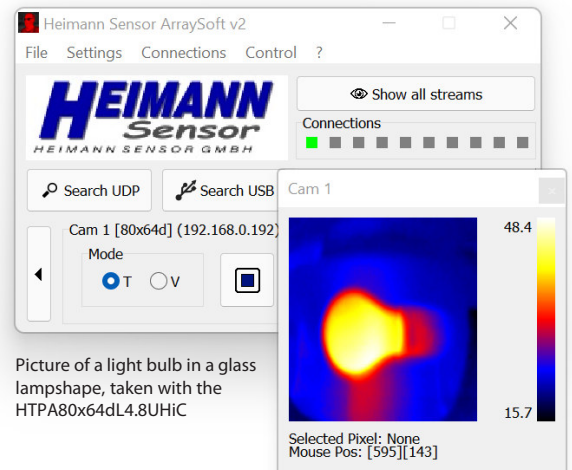 Heimann Sensor ArraySoft v2
File Settings Connections Control ?
HEIMANN
Sensor
HEIMANN SENSOR GMBH
Show all streams
Connections
Search UDP
Search USB
Cam 1 [80x64d] (192.168.0.192)
Mode
T V
Cam 1
48.4
15.7
Selected Pixel: None
Mouse Pos: [595][143]
Picture of a light bulb in a glass
lampshape, taken with the
HTPA80x64dL4.8UHiC